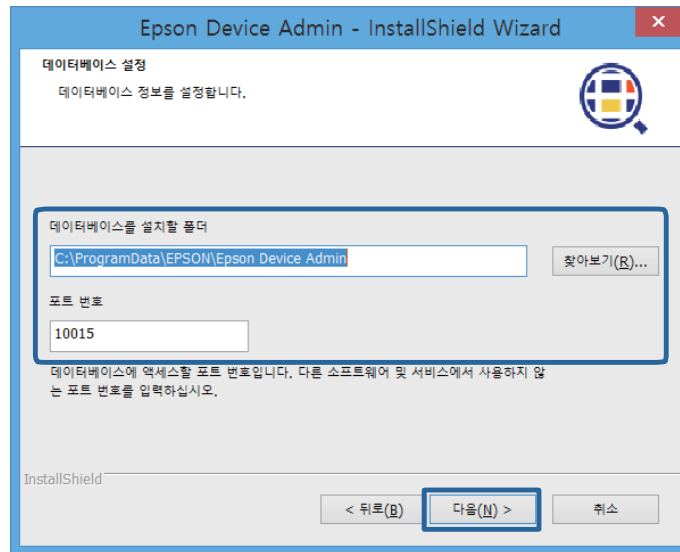 Epson Device Admin - InstallShield Wizard
데이터베이스 설정
데이터베이스 정보를 설정합니다.
데이터베이스를 설치할 폴더
C:\ProgramData\EPSON\Epson Device Admin
찾아보기(R)...
포트 번호
10015
데이터베이스에 액세스할 포트 번호입니다. 다른 소프트웨어 및 서비스에서 사용하지 않
는 포트 번호를 입력하십시오.
InstallShield
< 뒤로(B)
다음(N) >
취소